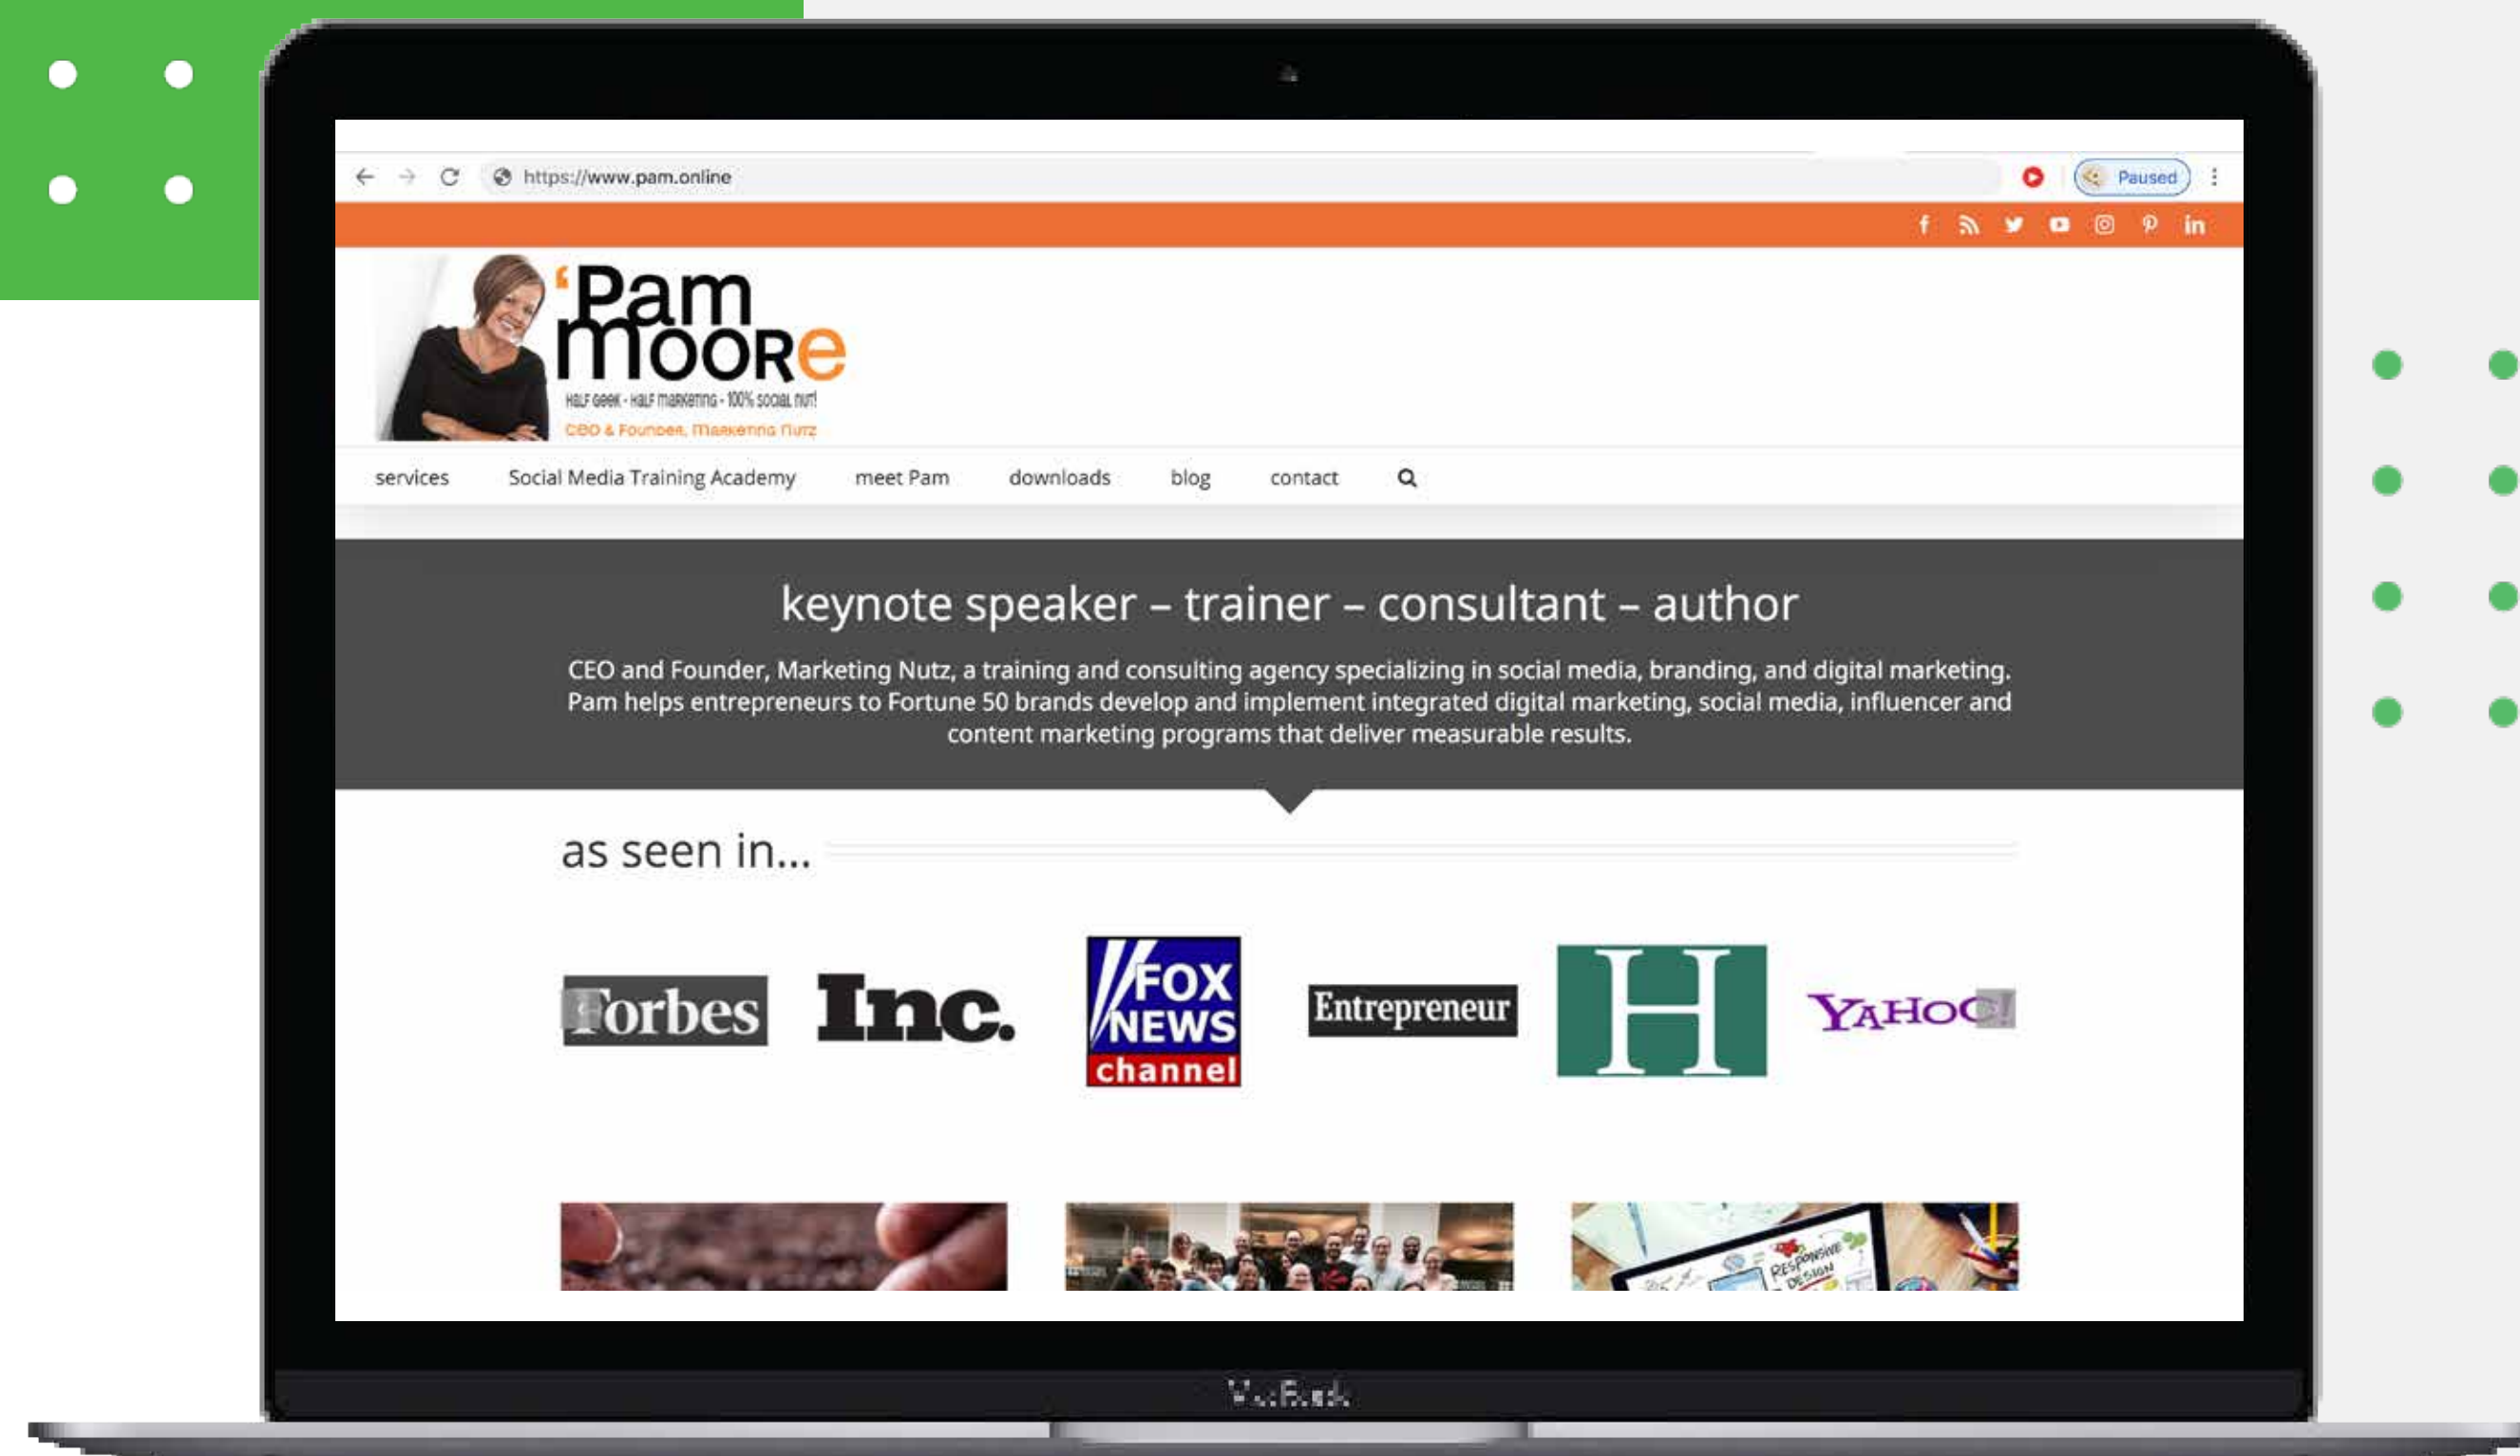 https://www.pam.online
Paused
'Pam
mooRe
Half Geek - Half marketing - 100% social nut!
CEO & Founder, Marketing Nutz
services Social Media Training Academy meet Pam downloads blog contact
keynote speaker – trainer – consultant – author
CEO and Founder, Marketing Nutz, a training and consulting agency specializing in social media, branding, and digital marketing.
Pam helps entrepreneurs to Fortune 50 brands develop and implement integrated digital marketing, social media, influencer and
content marketing programs that deliver measurable results.
as seen in...
Forbes Inc. FOX NEWS channel Entrepreneur H YAHOO!
RESPONSIVE
DESIGN